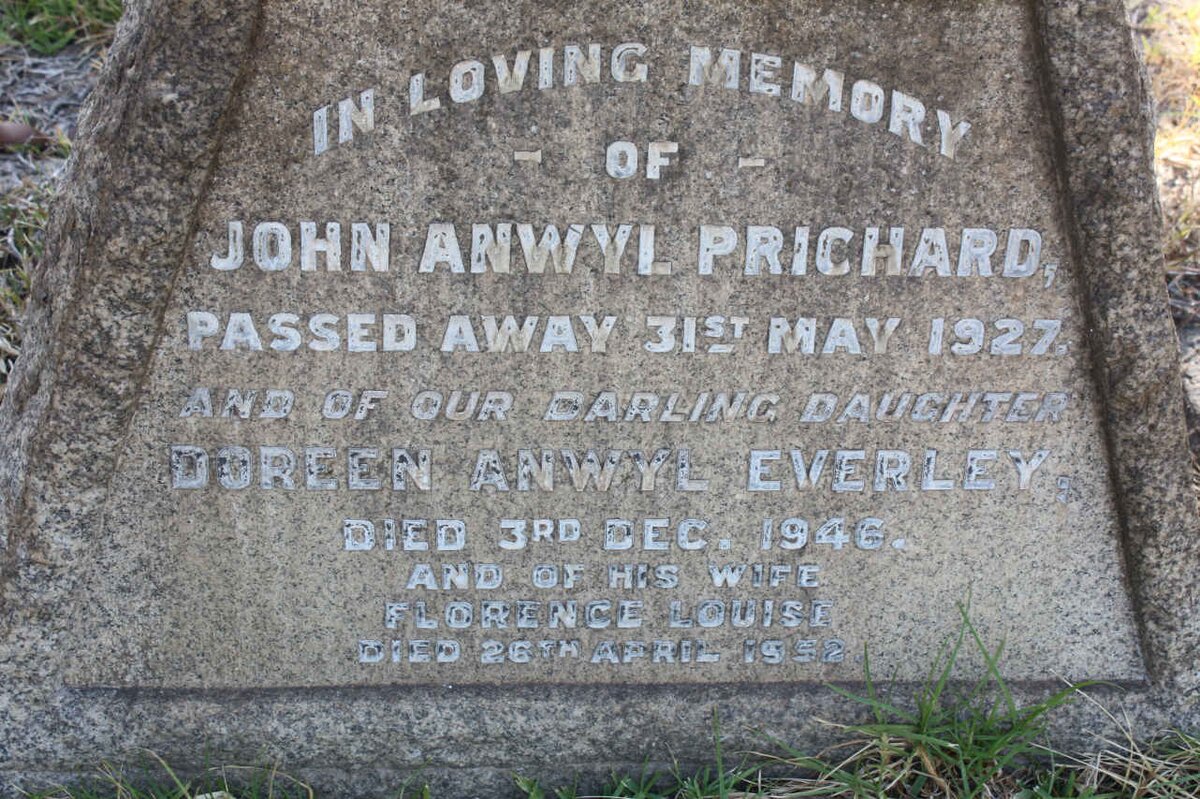 IN LOVING MEMORY
- OF -
JOHN ANWYL PRICHARD,
PASSED AWAY 31ST MAY 1927.
AND OF OUR DARLING DAUGHTER
DOREEN ANWYL EVERLEY,
DIED 3RD DEC. 1946.
AND OF HIS WIFE
FLORENCE LOUISE
DIED 26TH APRIL 1952